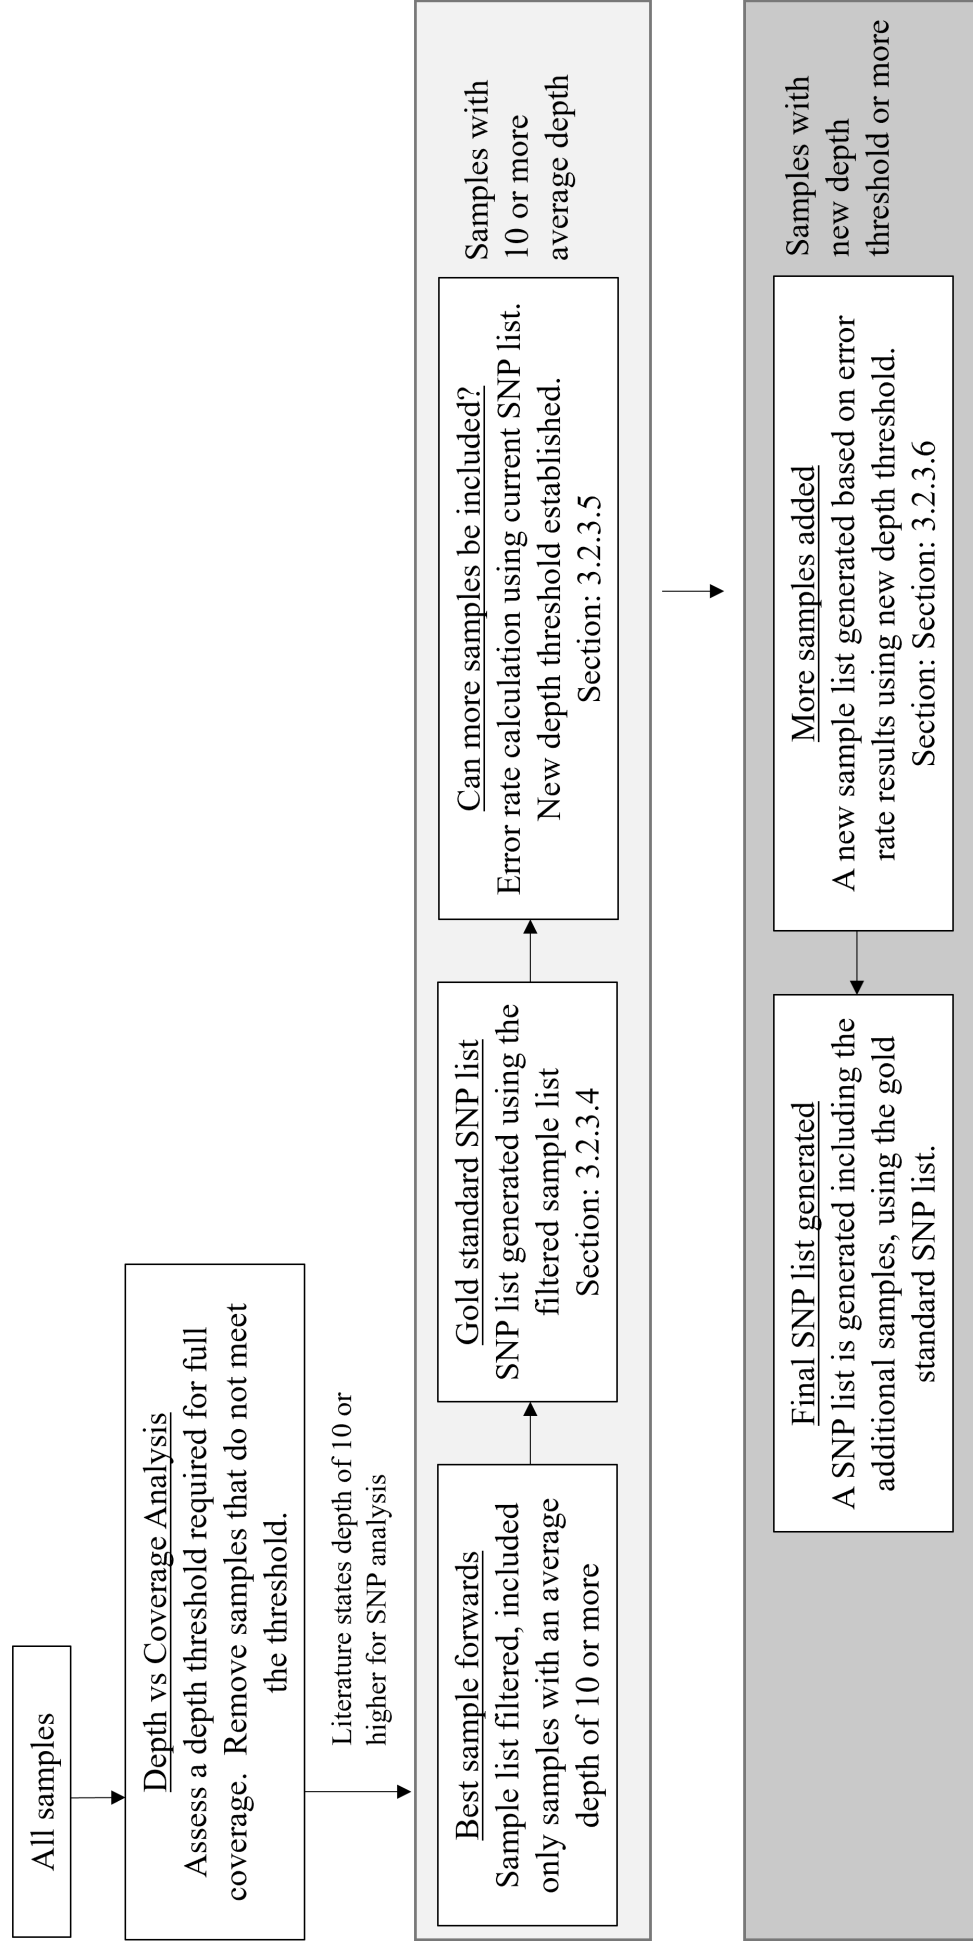 All samples
Depth vs Coverage Analysis
Assess a depth threshold required for full
coverage.  Remove samples that do not meet
the threshold.
Literature states depth of 10 or
higher for SNP analysis
Best sample forwards
Sample list filtered, included
only samples with an average
depth of 10 or more
Gold standard SNP list
SNP list generated using the
filtered sample list
Section: 3.2.3.4
Can more samples be included?
Error rate calculation using current SNP list.
New depth threshold established.
Section: 3.2.3.5
Samples with
10 or more
average depth
More samples added
A new sample list generated based on error
rate results using new depth threshold.
Section: Section: 3.2.3.6
Samples with
new depth
threshold or more
Final SNP list generated
A SNP list is generated including the
additional samples, using the gold
standard SNP list.